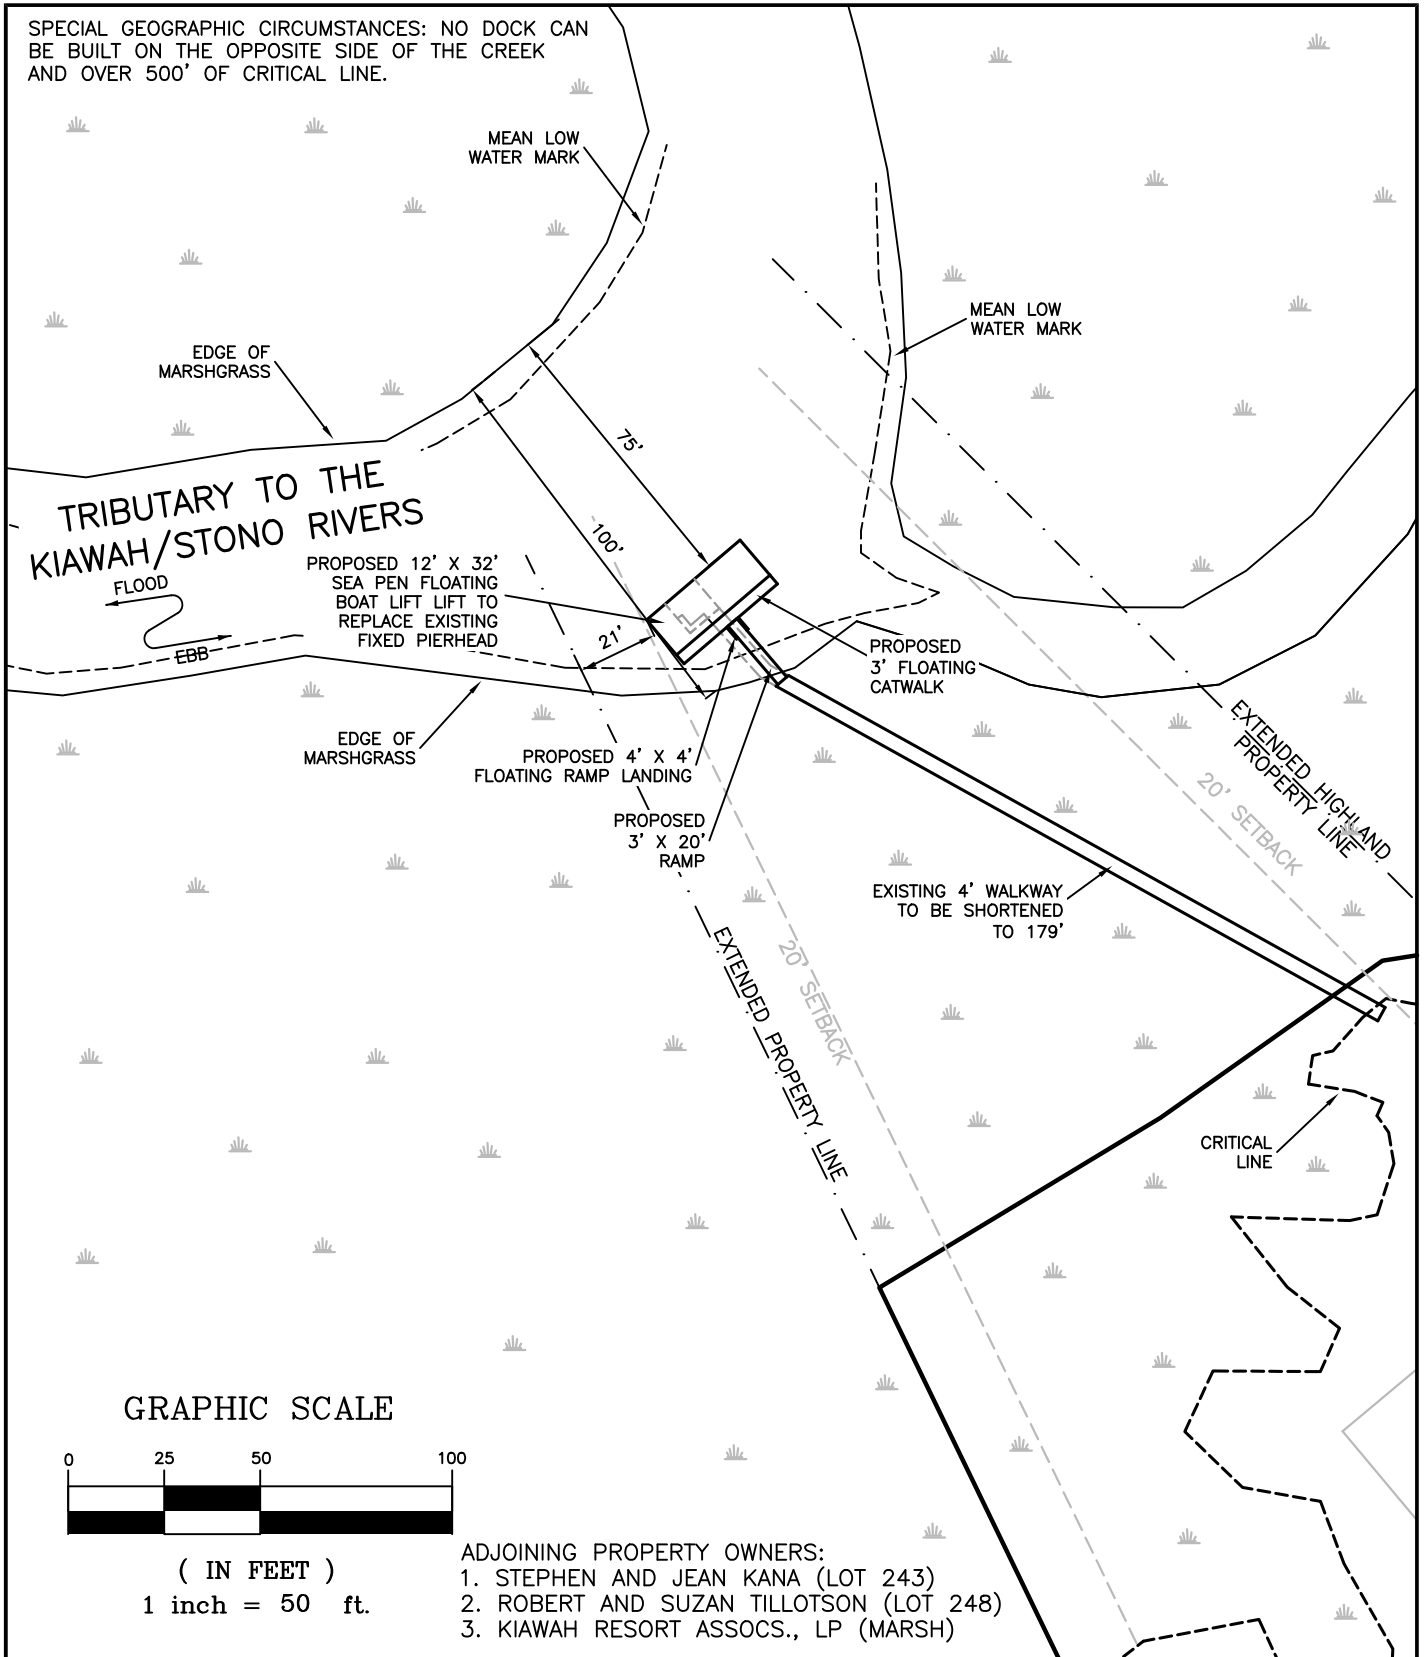 SPECIAL GEOGRAPHIC CIRCUMSTANCES: NO DOCK CAN
BE BUILT ON THE OPPOSITE SIDE OF THE CREEK
AND OVER 500' OF CRITICAL LINE.
MEAN LOW
WATER MARK
MEAN LOW
WATER MARK
EDGE OF
MARSHGRASS
75'
TRIBUTARY TO THE
KIAWAH/STONO RIVERS
100'
FLOOD
EBB
PROPOSED 12' X 32'
SEA PEN FLOATING
BOAT LIFT LIFT TO
REPLACE EXISTING
FIXED PIERHEAD
21'
PROPOSED
3' FLOATING
CATWALK
EDGE OF
MARSHGRASS
PROPOSED 4' X 4'
FLOATING RAMP LANDING
PROPOSED
3' X 20'
RAMP
EXTENDED HIGHLAND
PROPERTY LINE
20' SETBACK
EXISTING 4' WALKWAY
TO BE SHORTENED
TO 179'
EXTENDED PROPERTY LINE
20' SETBACK
CRITICAL
LINE
GRAPHIC SCALE
0 25 50 100
( IN FEET )
1 inch = 50 ft.
ADJOINING PROPERTY OWNERS:
1. STEPHEN AND JEAN KANA (LOT 243)
2. ROBERT AND SUZAN TILLOTSON (LOT 248)
3. KIAWAH RESORT ASSOCS., LP (MARSH)